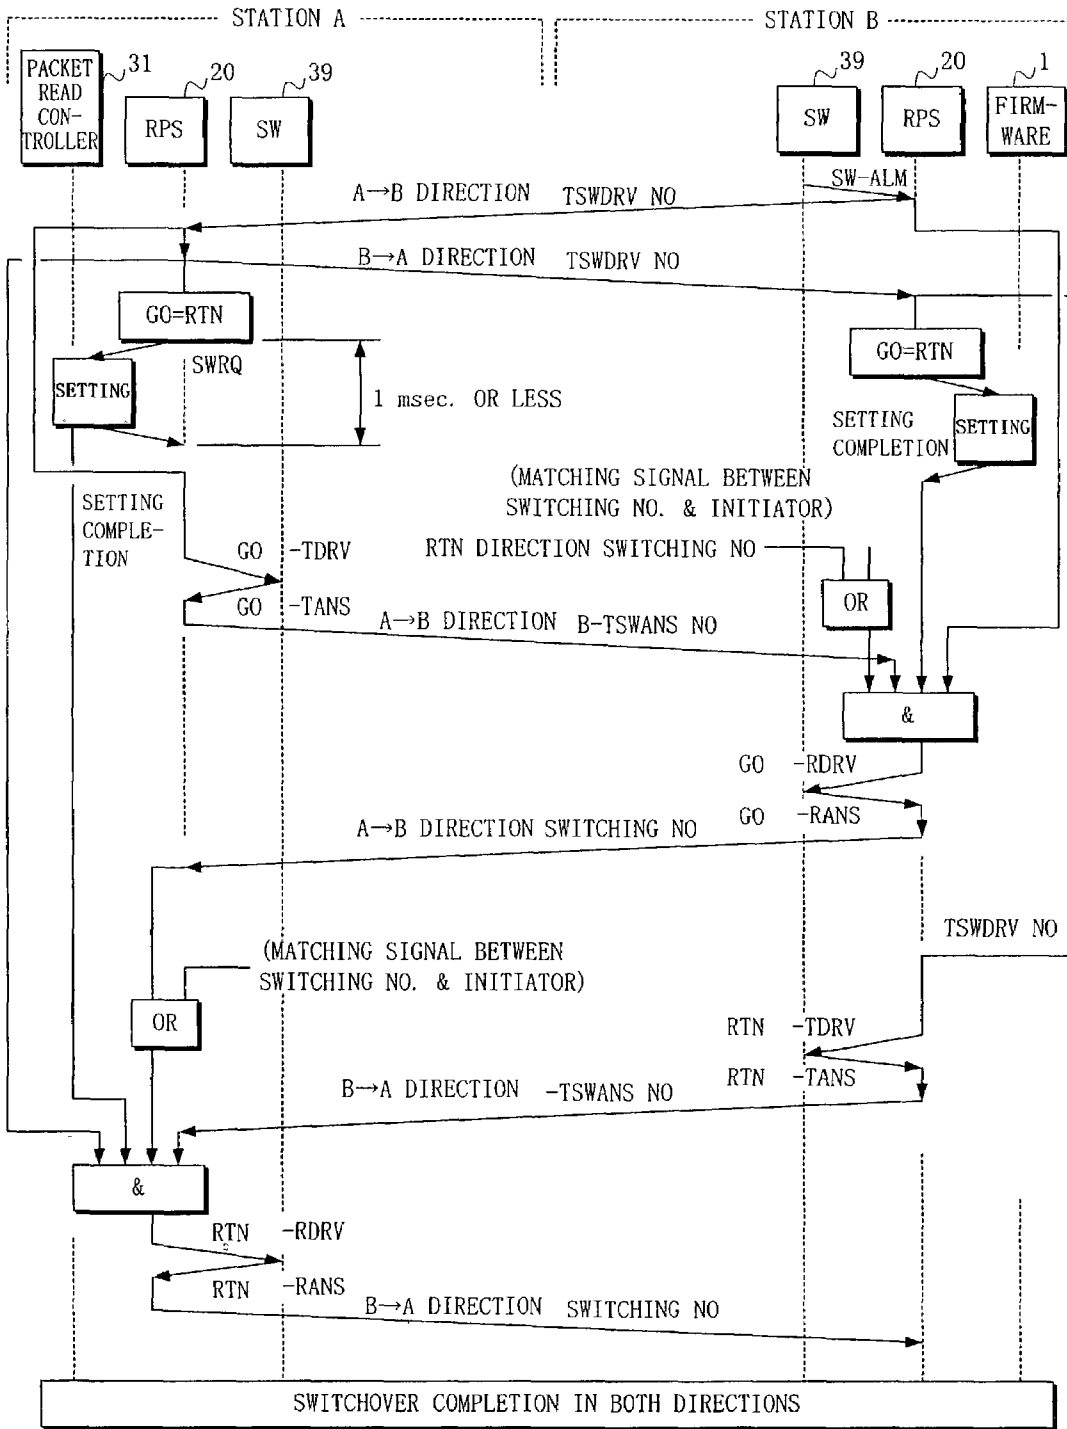 STATION A
STATION B
PACKET
READ
CON-
TROLLER
31
RPS
20
SW
39
SW
39
RPS
20
FIRM-
WARE
1
SW-ALM
A→B DIRECTION TSWDRV NO
B→A DIRECTION TSWDRV NO
GO=RTN
GO=RTN
SWRQ
SETTING
1 msec. OR LESS
SETTING
COMPLETION
SETTING
(MATCHING SIGNAL BETWEEN
SWITCHING NO. & INITIATOR)
SETTING
COMPLE-
TION
RTN DIRECTION SWITCHING NO
GO -TDRV
OR
GO -TANS
A→B DIRECTION B-TSWANS NO
&
GO -RDRV
GO -RANS
A→B DIRECTION SWITCHING NO
TSWDRV NO
(MATCHING SIGNAL BETWEEN
SWITCHING NO. & INITIATOR)
OR
RTN -TDRV
RTN -TANS
B→A DIRECTION -TSWANS NO
&
RTN -RDRV
RTN -RANS
B→A DIRECTION SWITCHING NO
SWITCHOVER COMPLETION IN BOTH DIRECTIONS